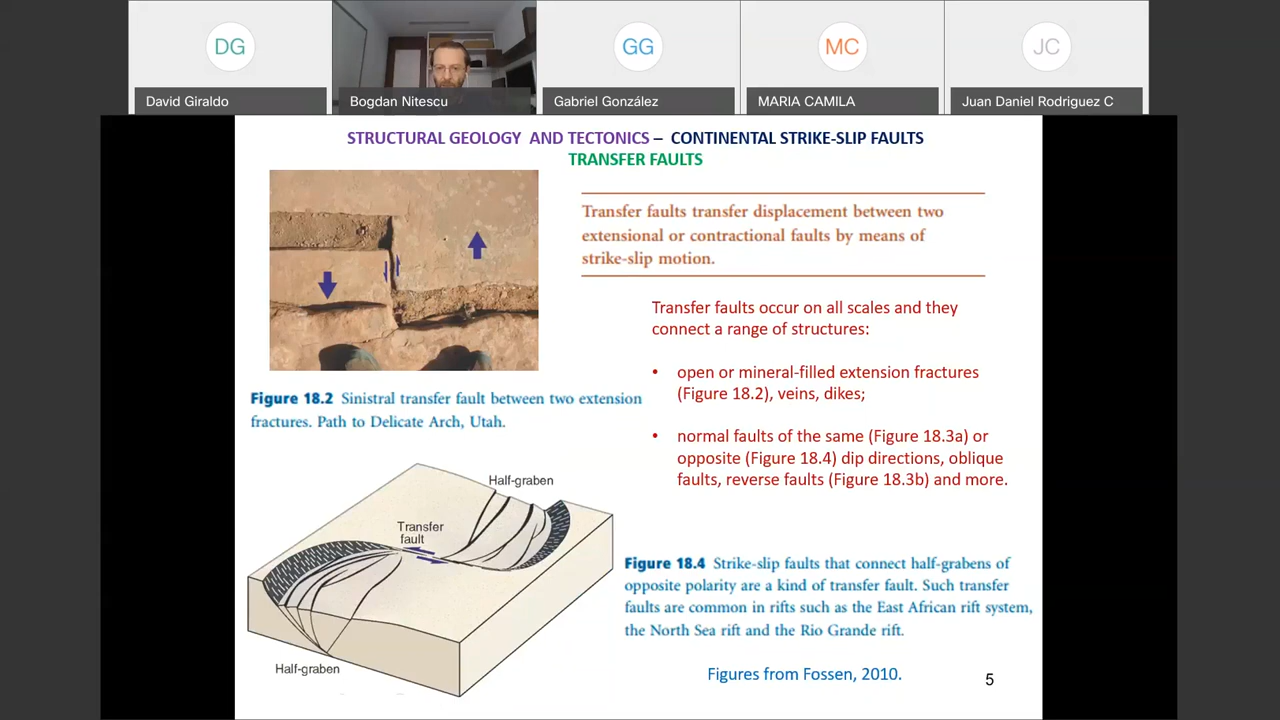 DG
GG
MC
JC
David Giraldo
Bogdan Nitescu
Gabriel González
MARIA CAMILA
Juan Daniel Rodriguez C
STRUCTURAL GEOLOGY AND TECTONICS – CONTINENTAL STRIKE-SLIP FAULTS
TRANSFER FAULTS
Transfer faults transfer displacement between two
extensional or contractional faults by means of
strike-slip motion.
Transfer faults occur on all scales and they
connect a range of structures:
• open or mineral-filled extension fractures
(Figure 18.2), veins, dikes;
• normal faults of the same (Figure 18.3a) or
opposite (Figure 18.4) dip directions, oblique
faults, reverse faults (Figure 18.3b) and more.
Figure 18.2 Sinistral transfer fault between two extension
fractures. Path to Delicate Arch, Utah.
Half-graben
Transfer
fault
Half-graben
Figure 18.4 Strike-slip faults that connect half-grabens of
opposite polarity are a kind of transfer fault. Such transfer
faults are common in rifts such as the East African rift system,
the North Sea rift and the Rio Grande rift.
Figures from Fossen, 2010.
5